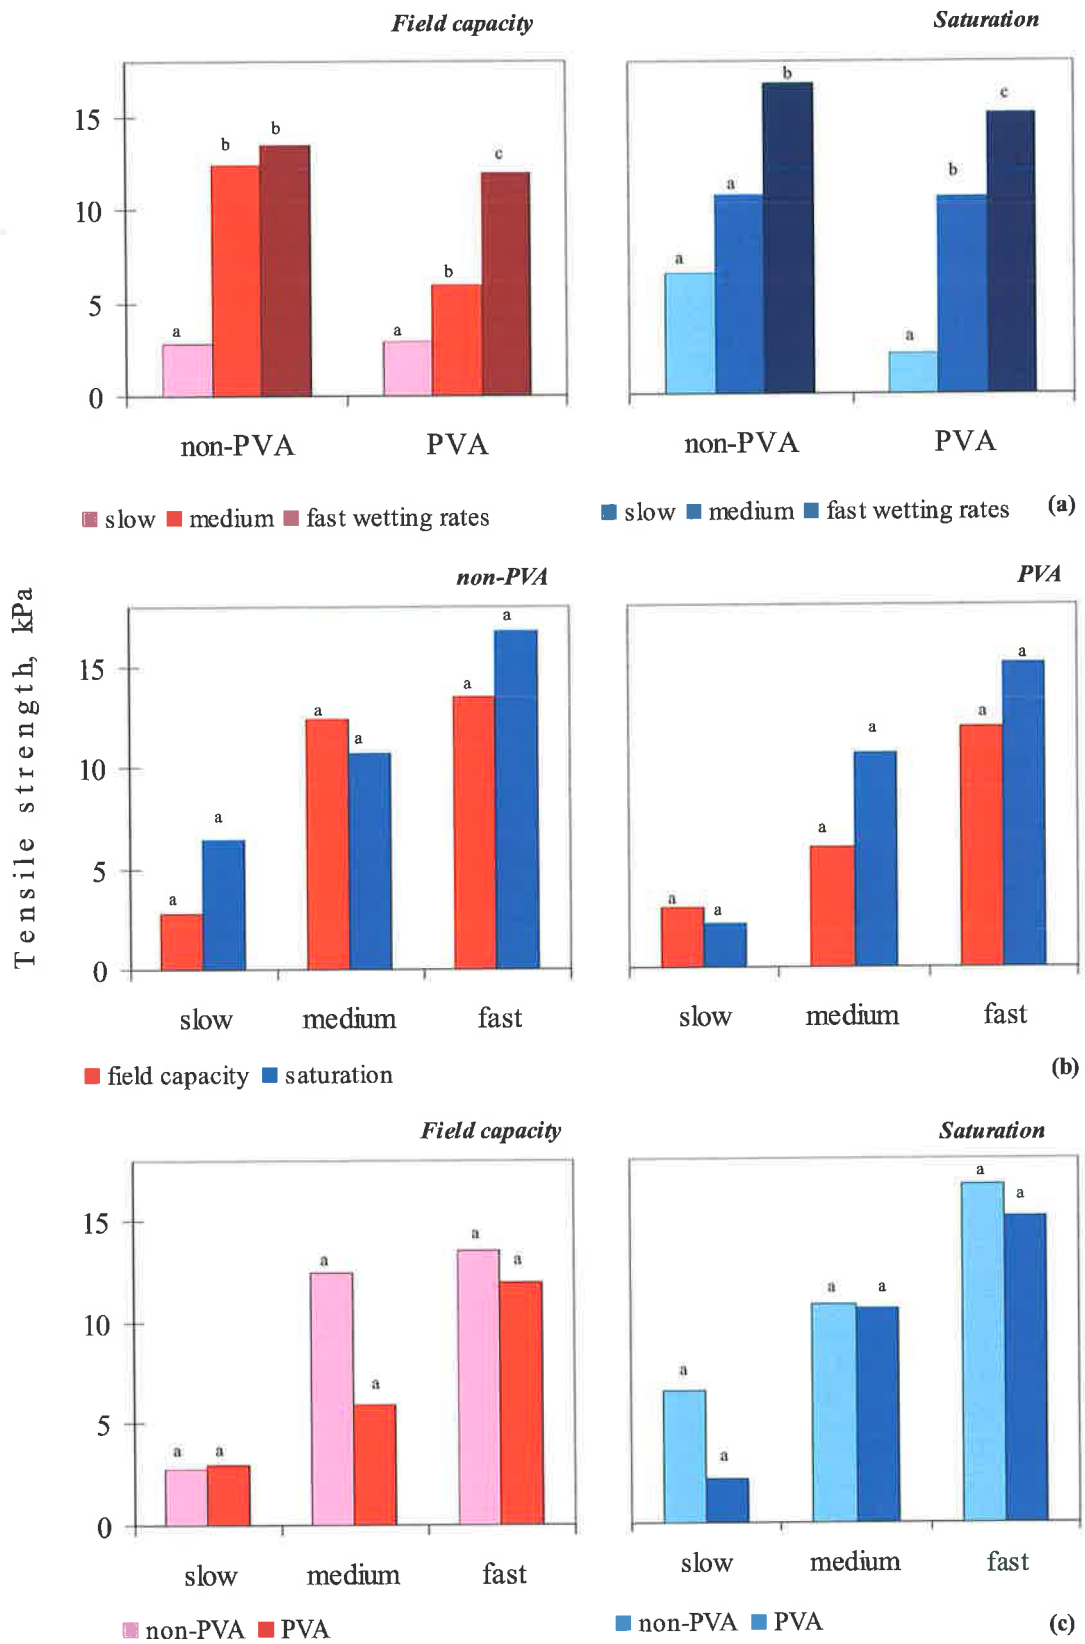 Field capacity
Saturation
15
10
5
0
b
b
a
c
b
a
b
a
a
c
b
a
non-PVA
PVA
non-PVA
PVA
slow medium fast wetting rates
slow medium fast wetting rates
(a)
Tensile strength, kPa
non-PVA
PVA
15
10
5
0
a
a
a
a
a
a
a
a
a
a
a
a
slow
medium
fast
slow
medium
fast
field capacity saturation
(b)
Field capacity
Saturation
15
10
5
0
a
a
a
a
a
a
a
a
a
a
a
a
slow
medium
fast
slow
medium
fast
non-PVA PVA
non-PVA PVA
(c)